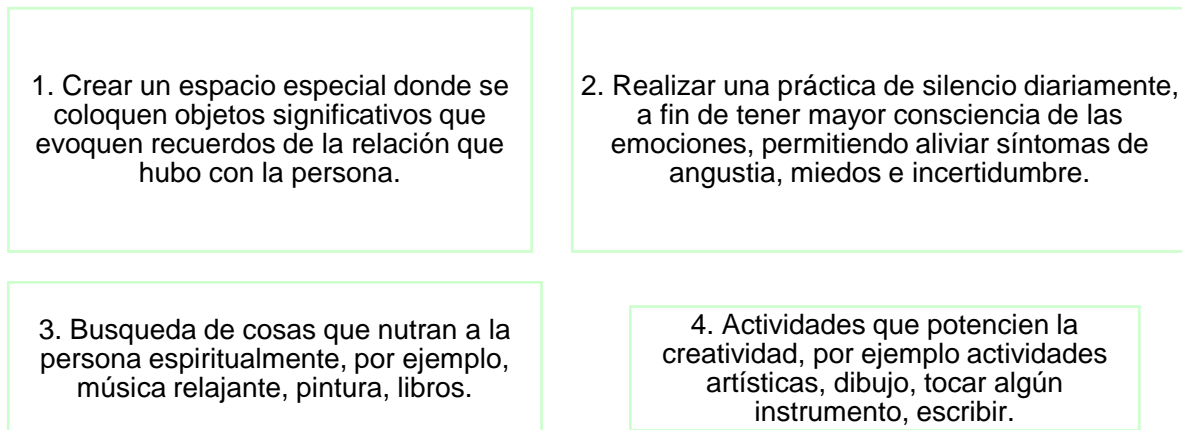 1. Crear un espacio especial donde se
coloquen objetos significativos que
evoquen recuerdos de la relación que
hubo con la persona.
2. Realizar una práctica de silencio diariamente,
a fin de tener mayor consciencia de las
emociones, permitiendo aliviar síntomas de
angustia, miedos e incertidumbre.
3. Busqueda de cosas que nutran a la
persona espiritualmente, por ejemplo,
música relajante, pintura, libros.
4. Actividades que potencien la
creatividad, por ejemplo actividades
artísticas, dibujo, tocar algún
instrumento, escribir.